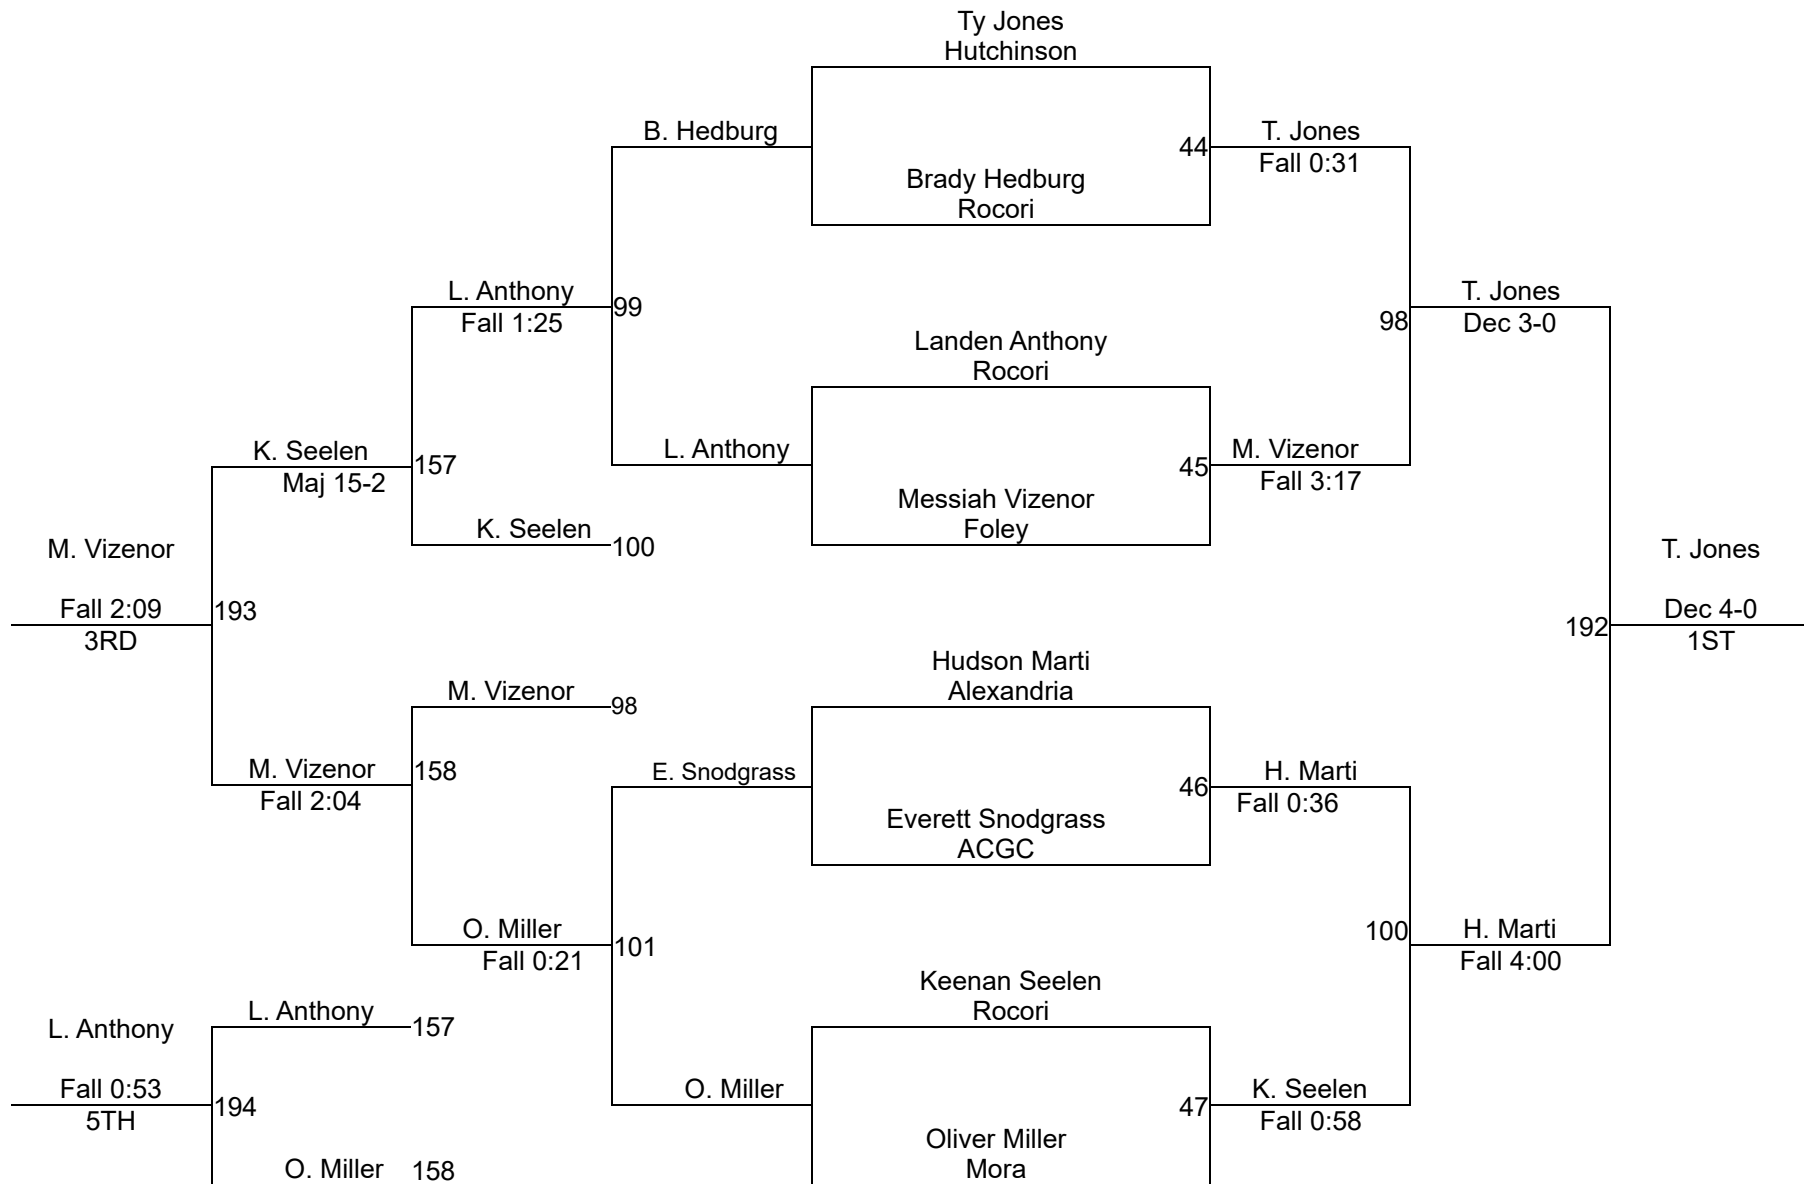 Ty Jones
Hutchinson
B. Hedburg
44
T. Jones
Fall 0:31
Brady Hedburg
Rocori
L. Anthony
Fall 1:25
99
98
T. Jones
Dec 3-0
Landen Anthony
Rocori
K. Seelen
Maj 15-2
157
L. Anthony
45
M. Vizenor
Fall 3:17
Messiah Vizenor
Foley
K. Seelen
100
M. Vizenor
Fall 2:09
3RD
193
T. Jones
Dec 4-0
1ST
192
Hudson Marti
Alexandria
M. Vizenor
98
M. Vizenor
Fall 2:04
158
E. Snodgrass
46
H. Marti
Fall 0:36
Everett Snodgrass
ACGC
O. Miller
Fall 0:21
101
100
H. Marti
Fall 4:00
Keenan Seelen
Rocori
L. Anthony
157
L. Anthony
Fall 0:53
5TH
194
O. Miller
47
K. Seelen
Fall 0:58
Oliver Miller
Mora
O. Miller
158